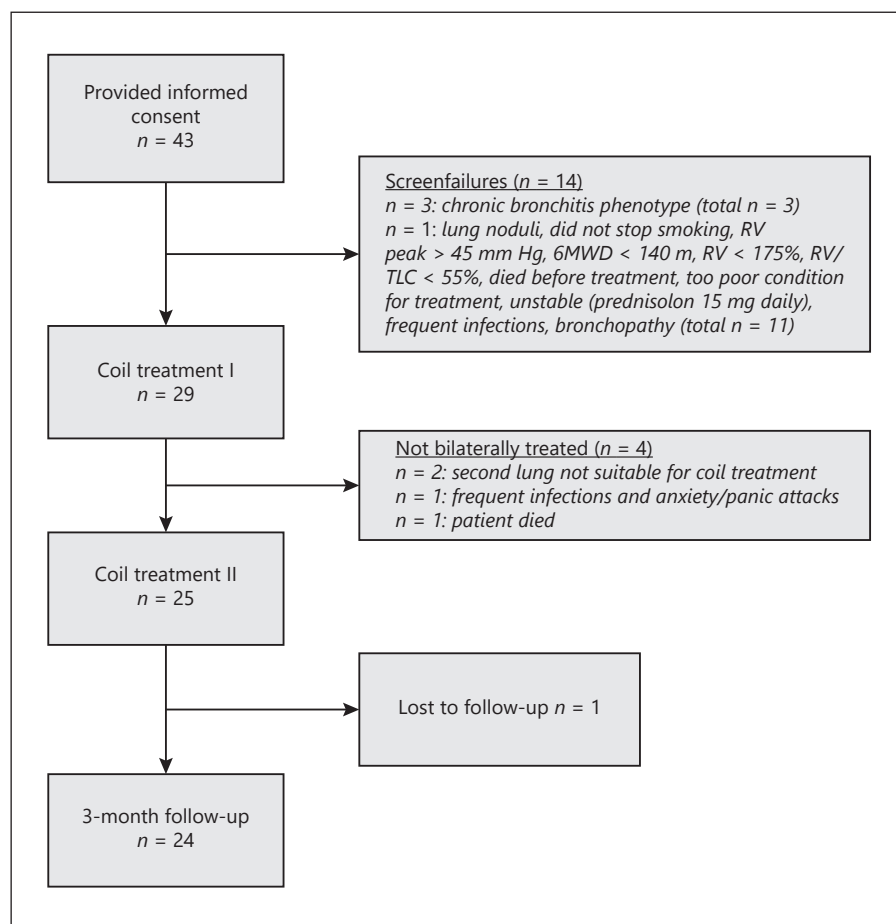 Provided informed
consent
n = 43
Screenfailures (n = 14)
n = 3: chronic bronchitis phenotype (total n = 3)
n = 1: lung noduli, did not stop smoking, RV
peak > 45 mm Hg, 6MWD < 140 m, RV < 175%, RV/
TLC < 55%, died before treatment, too poor condition
for treatment, unstable (prednisolon 15 mg daily),
frequent infections, bronchopathy (total n = 11)
Coil treatment I
n = 29
Not bilaterally treated (n = 4)
n = 2: second lung not suitable for coil treatment
n = 1: frequent infections and anxiety/panic attacks
n = 1: patient died
Coil treatment II
n = 25
Lost to follow-up n = 1
3-month follow-up
n = 24